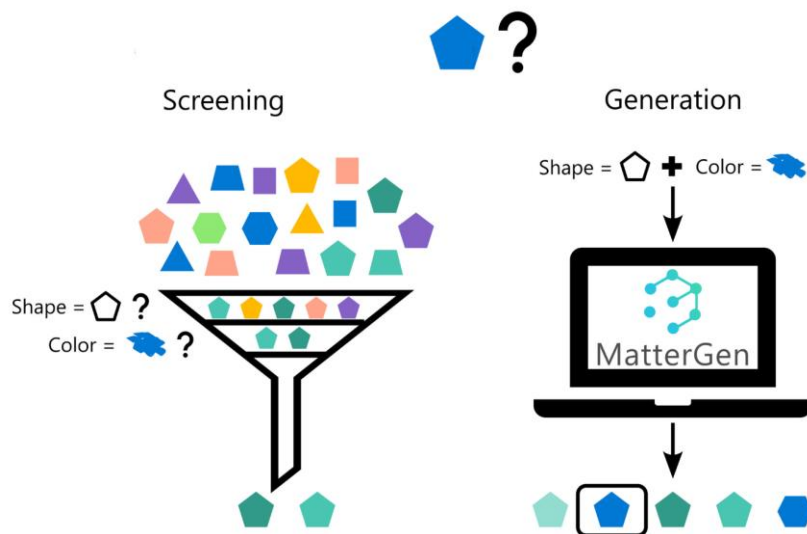 ?
Screening
Generation
Shape = + Color =
Shape = ?
Color = ?
MatterGen